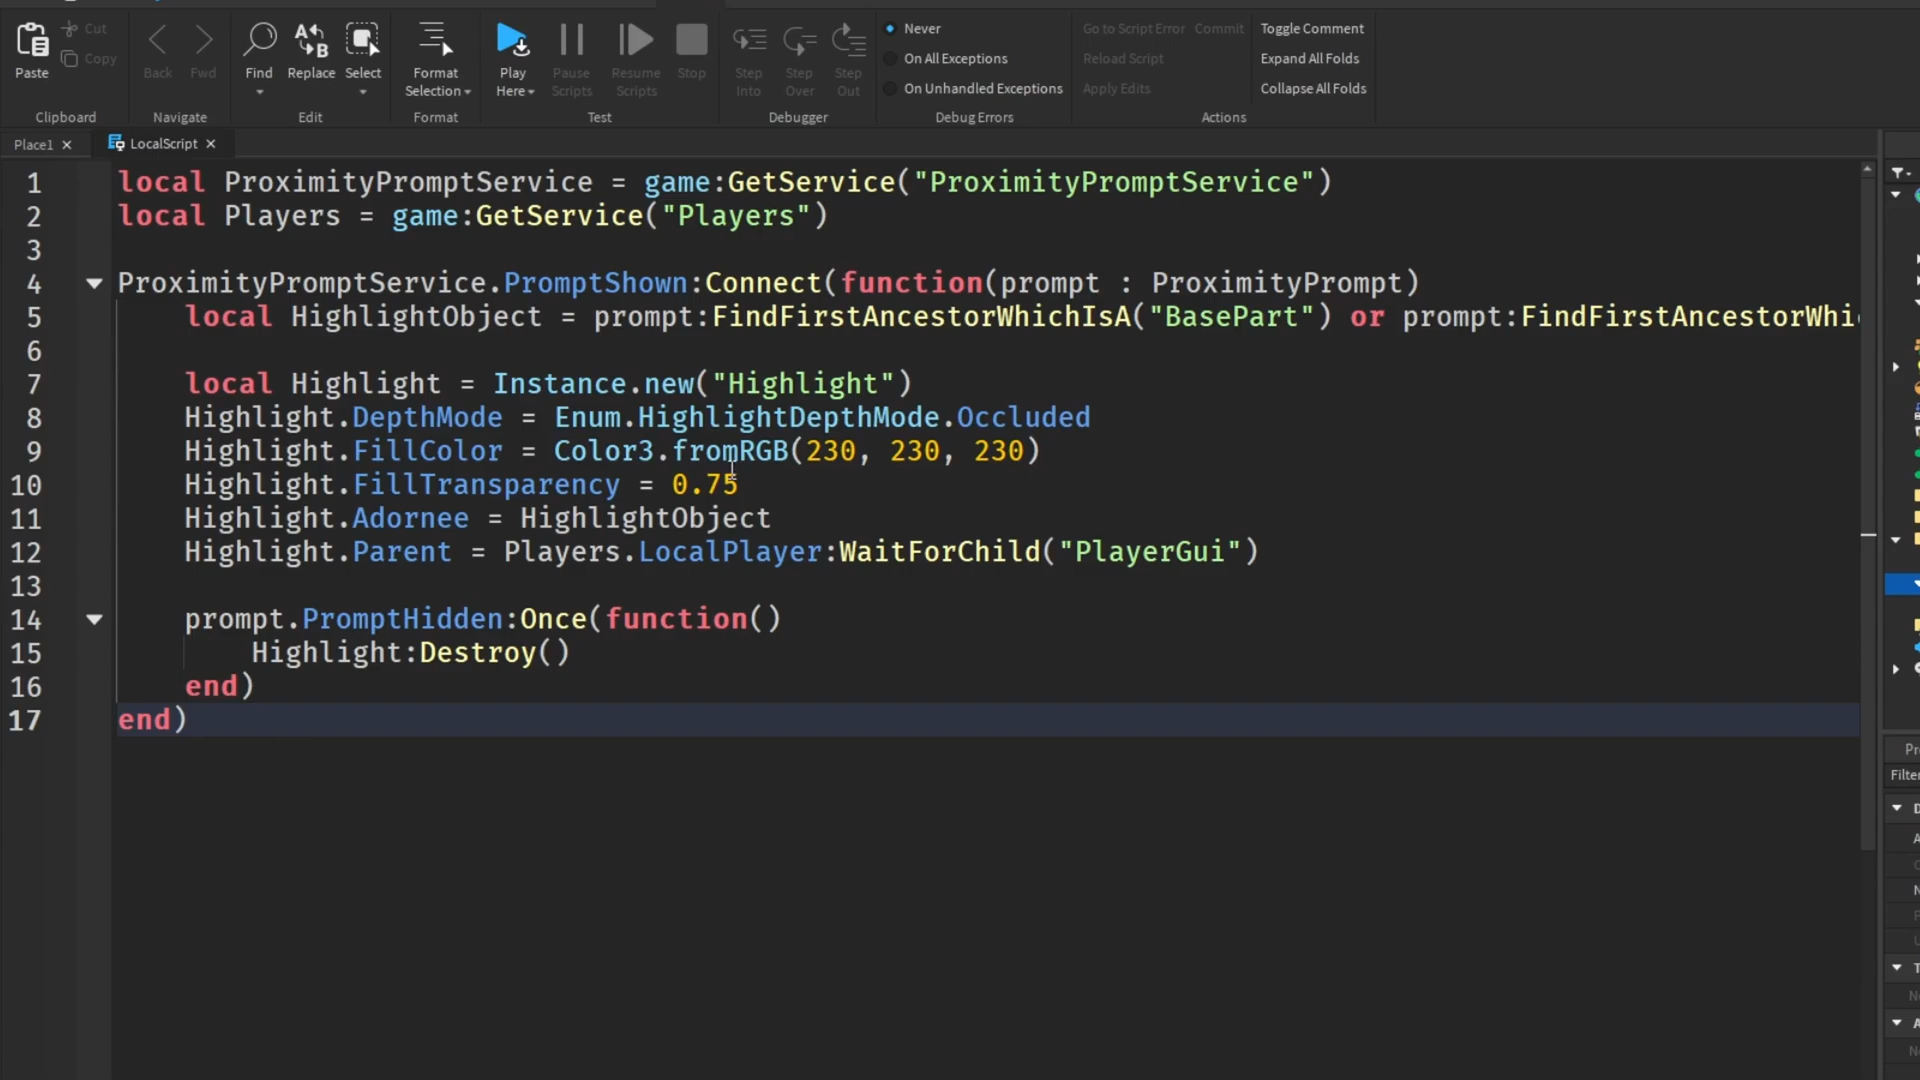 Paste
Cut
Copy
Clipboard
Back
Fwd
Navigate
Find
Replace
Select
Edit
Format
Selection
Format
Play
Here
Pause
Scripts
Resume
Scripts
Stop
Test
Step
Into
Step
Over
Step
Out
Debugger
Never
On All Exceptions
On Unhandled Exceptions
Debug Errors
Go to Script Error Commit
Reload Script
Apply Edits
Toggle Comment
Expand All Folds
Collapse All Folds
Actions
Place1 ×
LocalScript ×
1 local ProximityPromptService = game:GetService("ProximityPromptService")
2 local Players = game:GetService("Players")
3
4 ProximityPromptService.PromptShown:Connect(function(prompt : ProximityPrompt)
5 local HighlightObject = prompt:FindFirstAncestorWhichIsA("BasePart") or prompt:FindFirstAncestorWhi
6
7 local Highlight = Instance.new("Highlight")
8 Highlight.DepthMode = Enum.HighlightDepthMode.Occluded
9 Highlight.FillColor = Color3.fromRGB(230, 230, 230)
10 Highlight.FillTransparency = 0.75
11 Highlight.Adornee = HighlightObject
12 Highlight.Parent = Players.LocalPlayer:WaitForChild("PlayerGui")
13
14 prompt.PromptHidden:Once(function()
15 Highlight:Destroy()
16 end)
17 end)
Pr
Filte